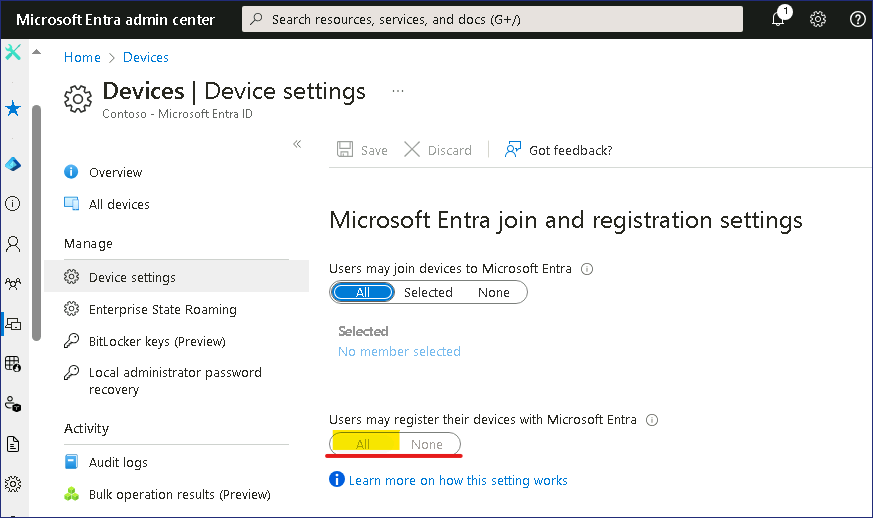 Microsoft Entra admin center
Search resources, services, and docs (G+/)
1
Home > Devices
Devices | Device settings ...
Contoso - Microsoft Entra ID
Overview
All devices
Manage
Device settings
Enterprise State Roaming
BitLocker keys (Preview)
Local administrator password
recovery
Activity
Audit logs
Bulk operation results (Preview)
Save Discard Got feedback?
Microsoft Entra join and registration settings
Users may join devices to Microsoft Entra
All Selected None
Selected
No member selected
Users may register their devices with Microsoft Entra
All None
Learn more on how this setting works